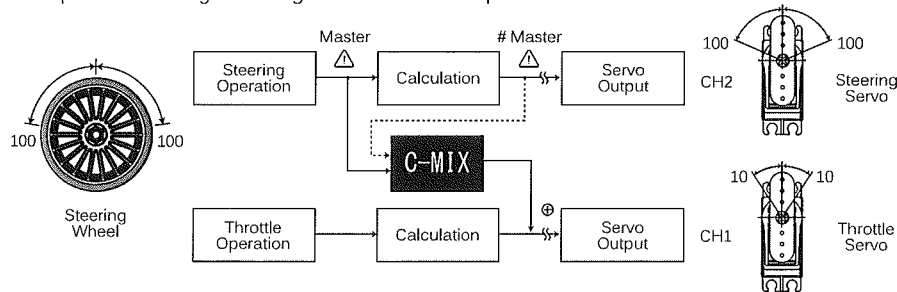 Master
# Master
Steering
Operation
Calculation
Servo
Output
CH2
100
100
Steering
Servo
100
100
C-MIX
Steering
Wheel
Throttle
Operation
Calculation
Servo
Output
CH1
10
10
Throttle
Servo